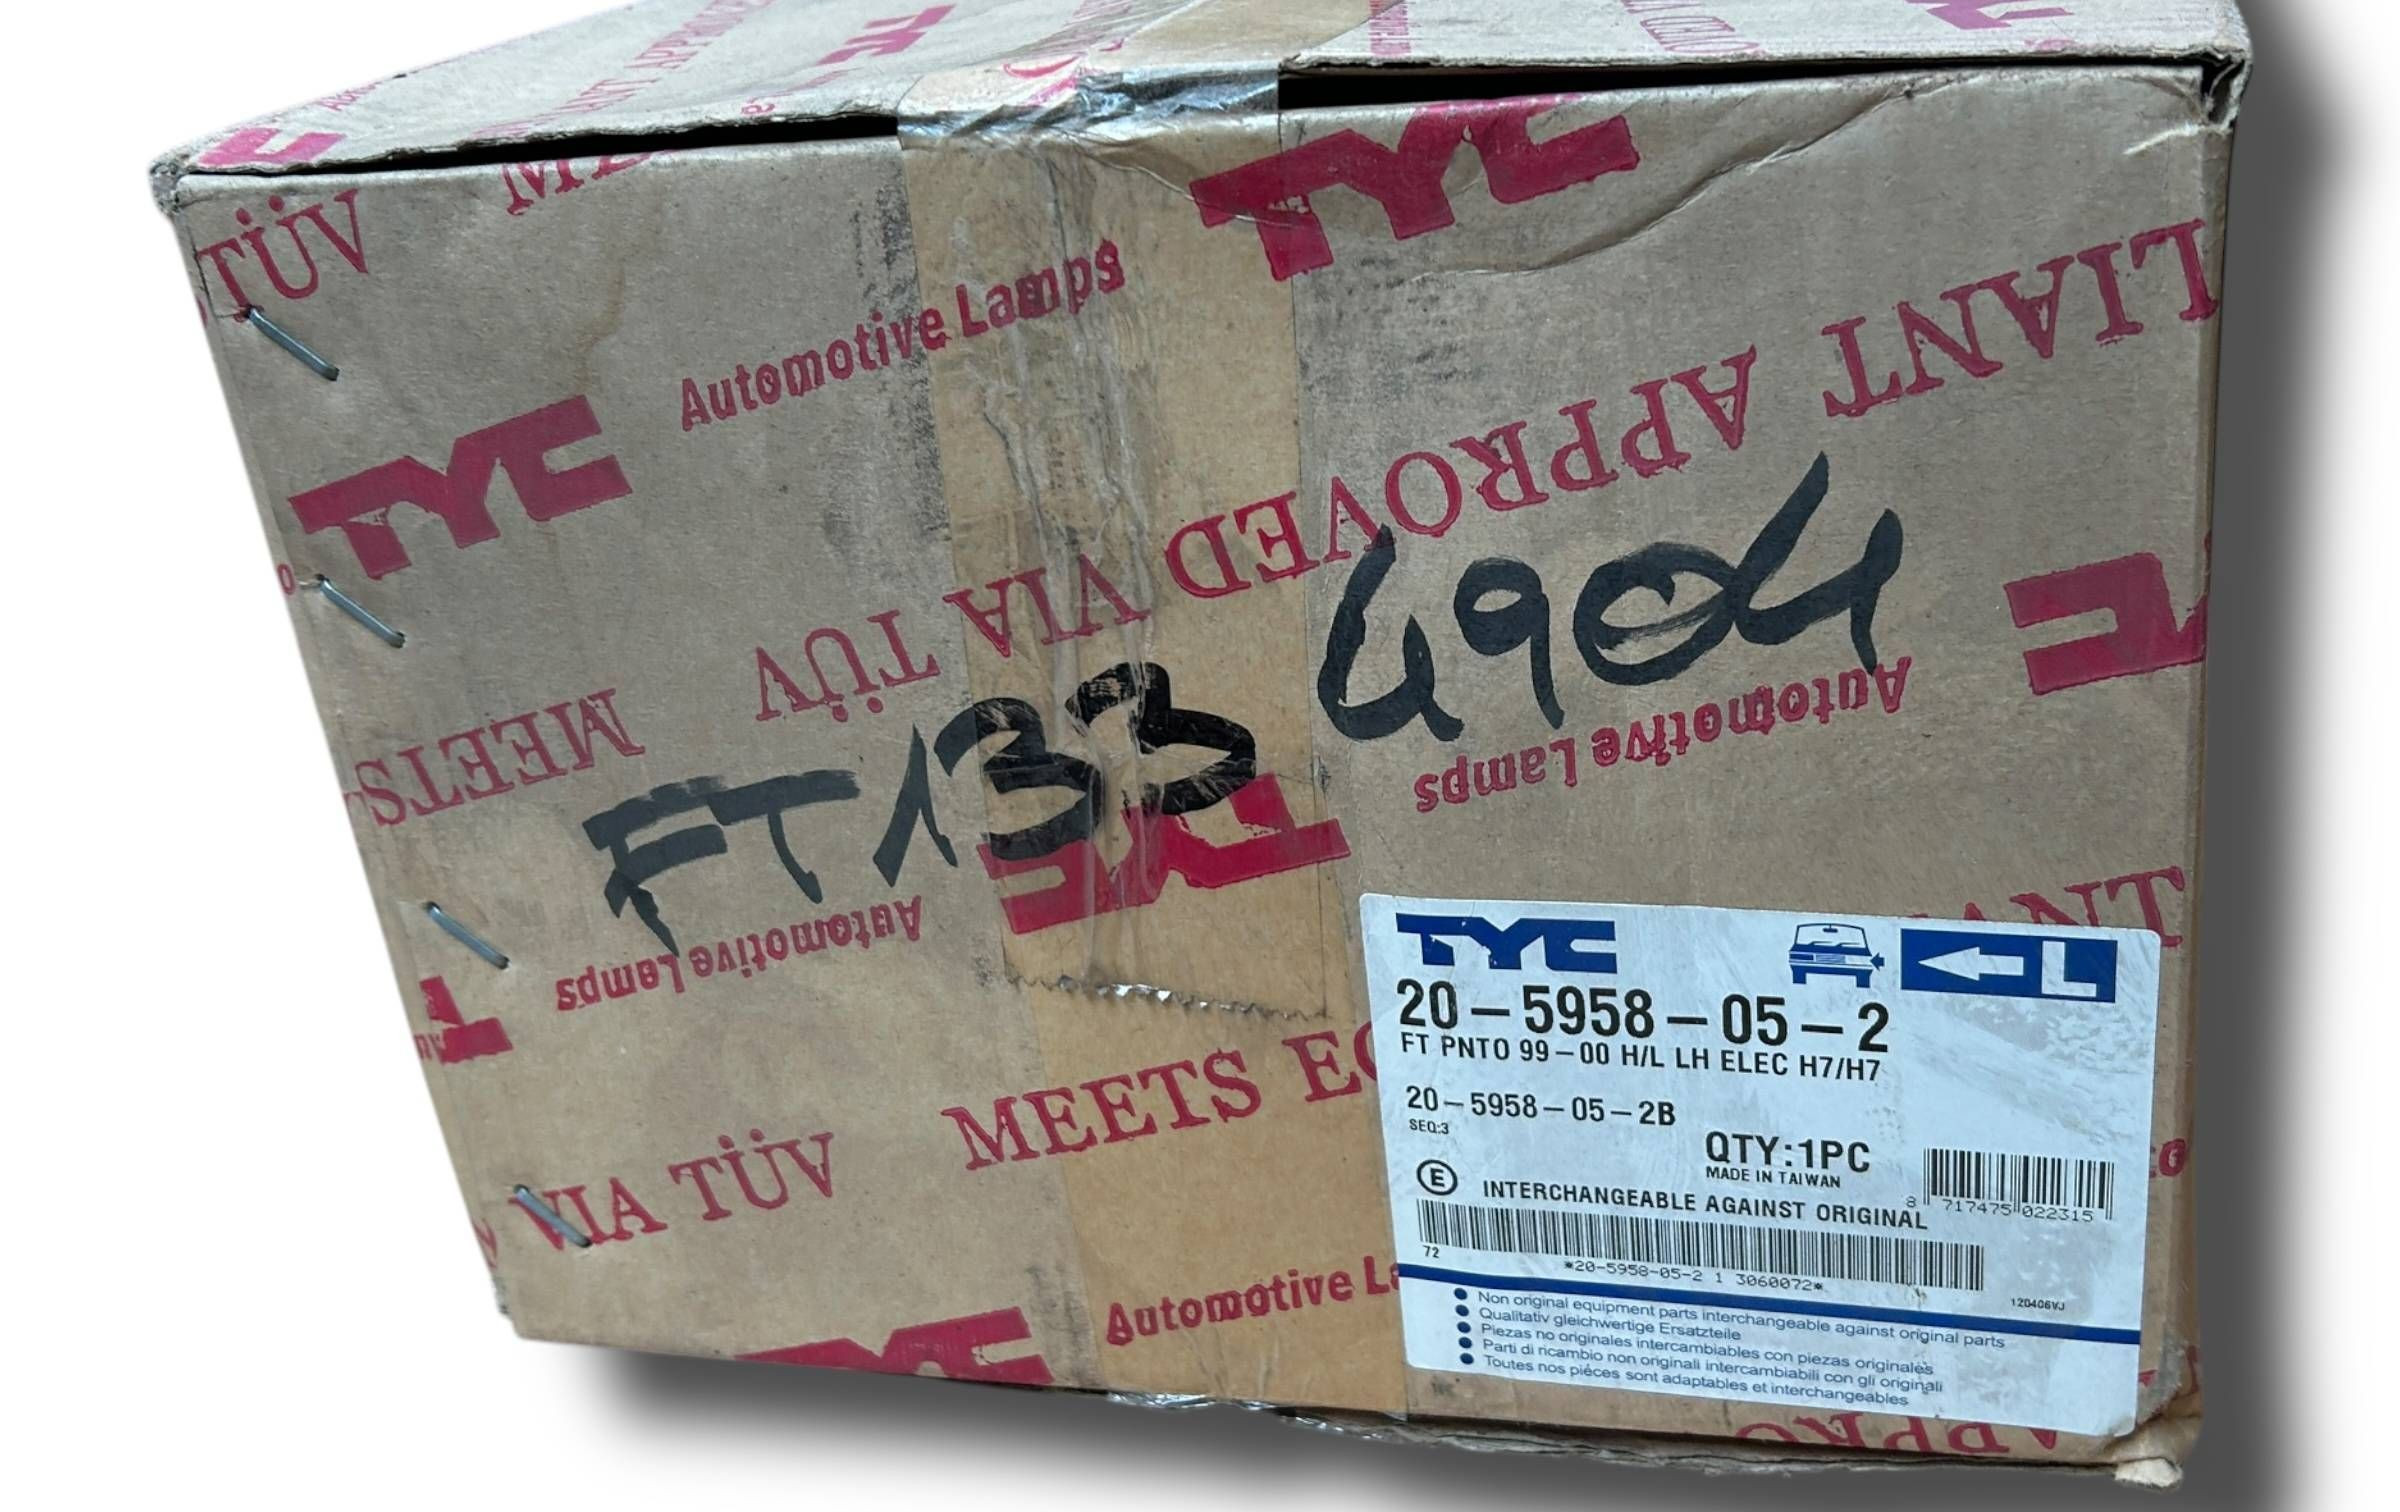 TÜV
TYC
Automotive Lamps
TYC
LIANT APPROVED VIA TÜV
MEETS
FT133 4904
Automotive Lamps
TYC
Automotive Lamps
VIA TÜV MEETS
Automotive
TYC
TYC
L
20-5958-05-2
FT PNTO 99-00 H/L LH ELEC H7/H7
20-5958-05-2B
SEQ:3
QTY:1PC
MADE IN TAIWAN
E INTERCHANGEABLE AGAINST ORIGINAL
8 717475 022315
72
*20-5958-05-2 1 3060072*
120406VJ
Non original equipment parts interchangeable against original parts
Qualitativ gleichwertige Ersatzteile
Piezas no originales intercambiables con piezas originales
Parti di ricambio non originali intercambiabili con gli originali
Toutes nos piéces sont adaptables et interchangeables